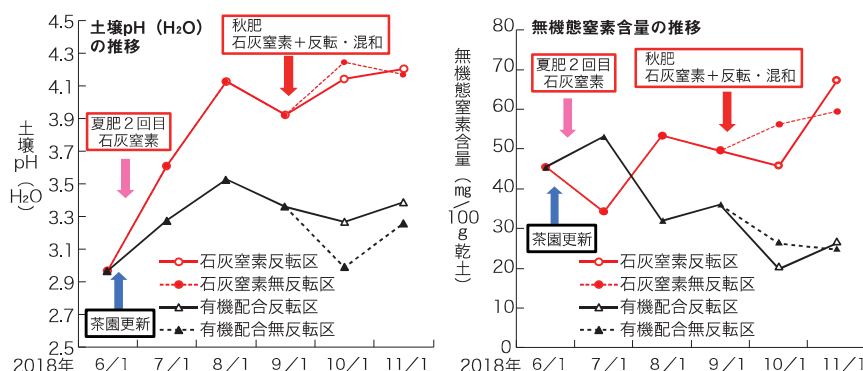 土壌pH（H₂O）
の推移
秋肥
石灰窒素＋反転・混和
夏肥２回目
石灰窒素
土壌pH（H₂O）
茶園更新
石灰窒素反転区
石灰窒素無反転区
有機配合反転区
有機配合無反転区
4.5
4.1
3.7
3.3
2.9
2.5
2018年 6／1 7／1 8／1 9／1 10／1 11／1
無機態窒素含量の推移
夏肥２回目
石灰窒素
秋肥
石灰窒素＋反転・混和
無機態窒素含量（㎎／100g乾土）
茶園更新
石灰窒素反転区
石灰窒素無反転区
有機配合反転区
有機配合無反転区
80
70
60
50
40
30
20
10
0
2018年 6／1 7／1 8／1 9／1 10／1 11／1